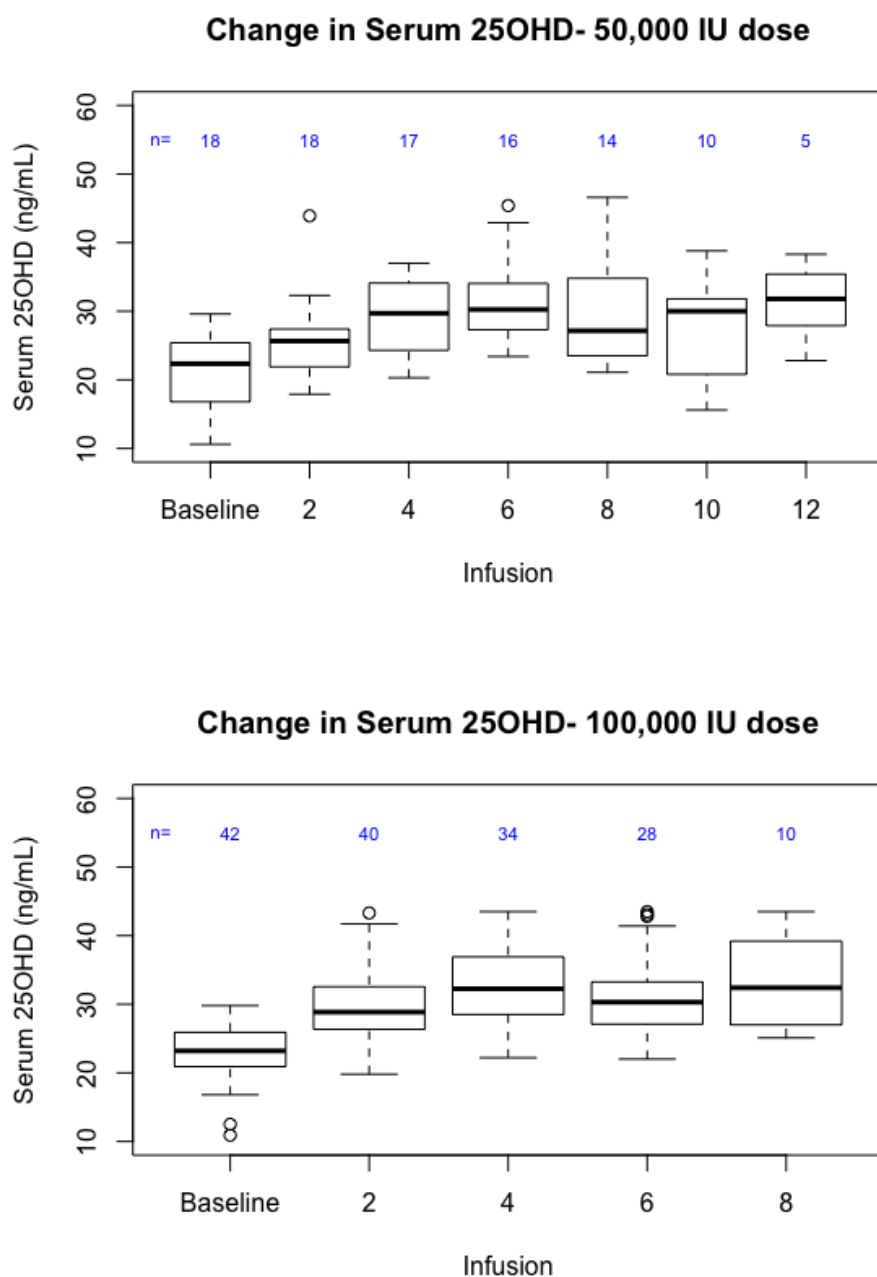 Change in Serum 25OHD- 50,000 IU dose
Serum 25OHD (ng/mL)
60
50
40
30
20
10
n= 18 18 17 16 14 10 5
Baseline 2 4 6 8 10 12
Infusion
Change in Serum 25OHD- 100,000 IU dose
Serum 25OHD (ng/mL)
60
50
40
30
20
10
n= 42 40 34 28 10
Baseline 2 4 6 8
Infusion